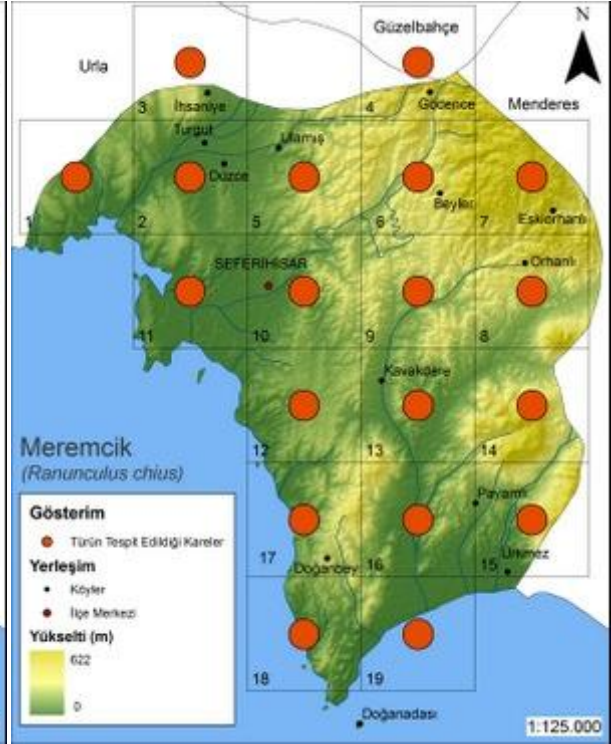 Güzelbahçe
N
Urla
3
İhsaniye
4
Gödence
Menderes
Turgut
Ulamış
Düzce
Beyler
Eskiorhanlı
1
2
5
6
7
SEFERİHİSAR
Orhanlı
11
10
9
8
Kavakdere
Meremcik
(Ranunculus chius)
12
13
14
Payamlı
Gösterim
Türün Tespit Edildiği Kareler
Yerleşim
Köyler
İlçe Merkezi
Yükselti (m)
622
0
17
Doğanbey
16
15
Ürkmez
18
19
Doğanadası
1:125.000